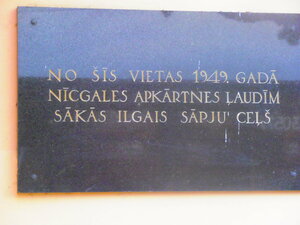 NO ŠĪS VIETAS 1949. GADĀ
NĪCGALES APKĀRTNES ĻAUDĪM
SĀKĀS ILGAIS SĀPJU CEĻŠ